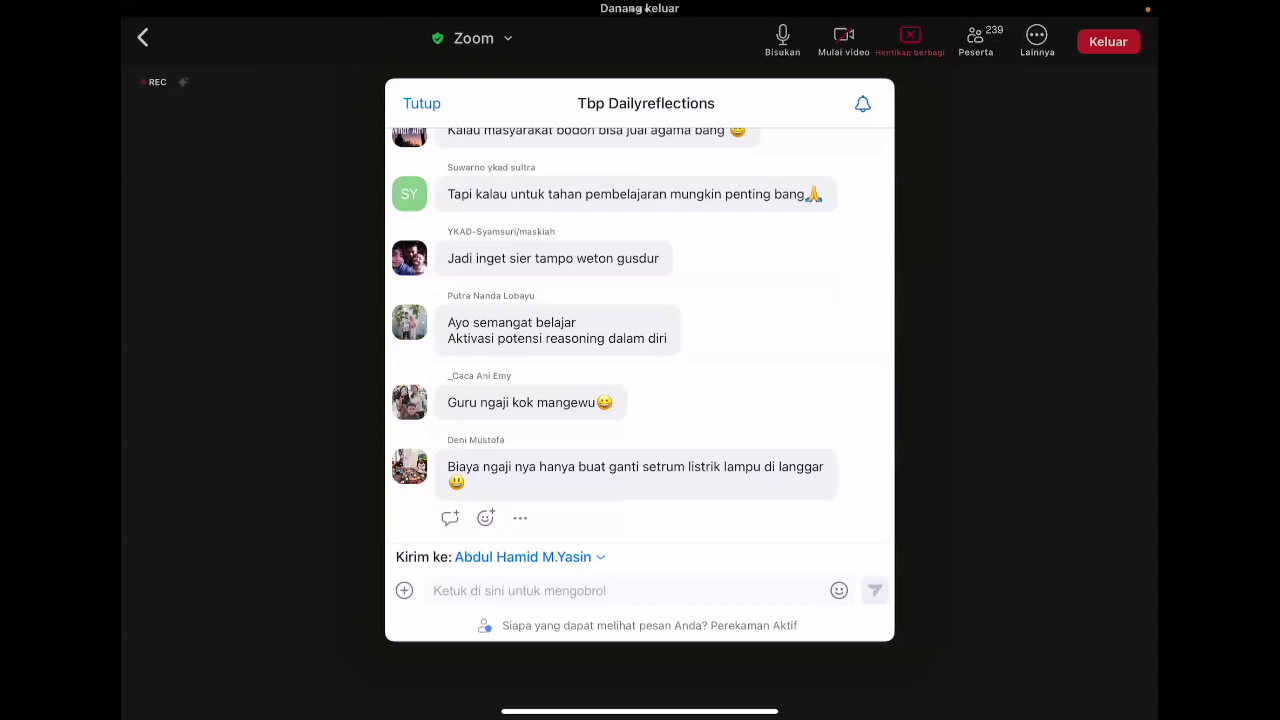 Danang keluar
Zoom
Bisukan
Mulai video
Hentikan berbagi
239
Peserta
Lainnya
Keluar
REC
Tutup
Tbp Dailyreflections
Kalau masyarakat bodoh bisa jual agama bang 😄
Suwarno ykad sultra
SY
Tapi kalau untuk tahan pembelajaran mungkin penting bang🙏
YKAD-Syamsuri/maskiah
Jadi inget sier tampo weton gusdur
Putra Nanda Lobayu
Ayo semangat belajar
Aktivasi potensi reasoning dalam diri
_Caca Ani Emy
Guru ngaji kok mangewu😀
Deni Mustofa
Biaya ngaji nya hanya buat ganti setrum listrik lampu di langgar
😃
Kirim ke: Abdul Hamid M.Yasin
Ketuk di sini untuk mengobrol
Siapa yang dapat melihat pesan Anda? Perekaman Aktif